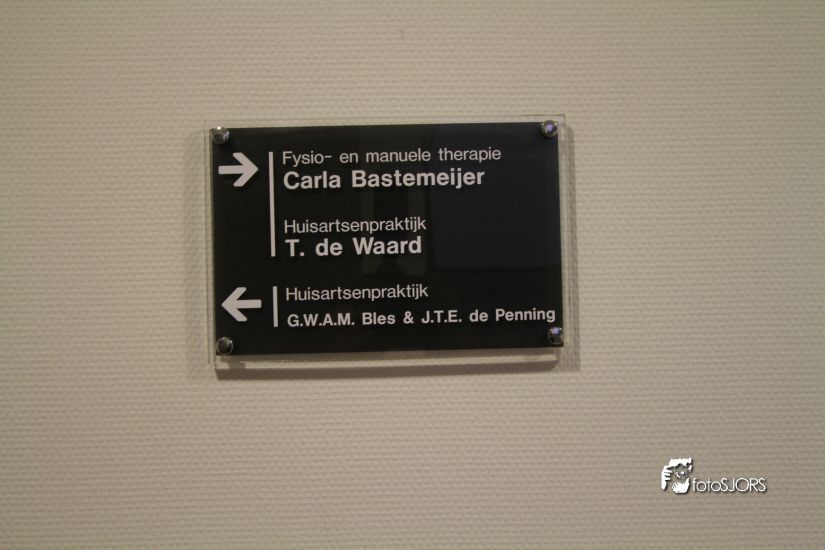 Fysio- en manuele therapie
Carla Bastemeijer
Huisartsenpraktijk
T. de Waard
Huisartsenpraktijk
G.W.A.M. Bles & J.T.E. de Penning
fotoSJORS